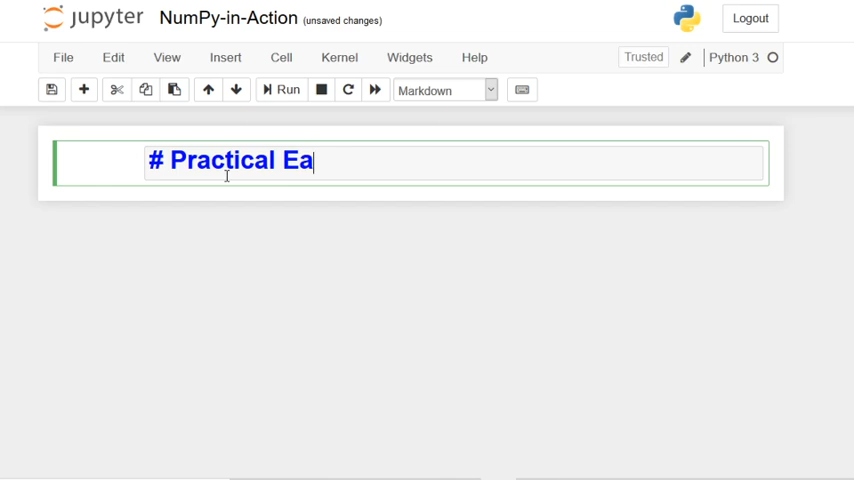 jupyter NumPy-in-Action (unsaved changes) Logout
File Edit View Insert Cell Kernel Widgets Help Trusted Python 3
Run Markdown
# Practical Ea